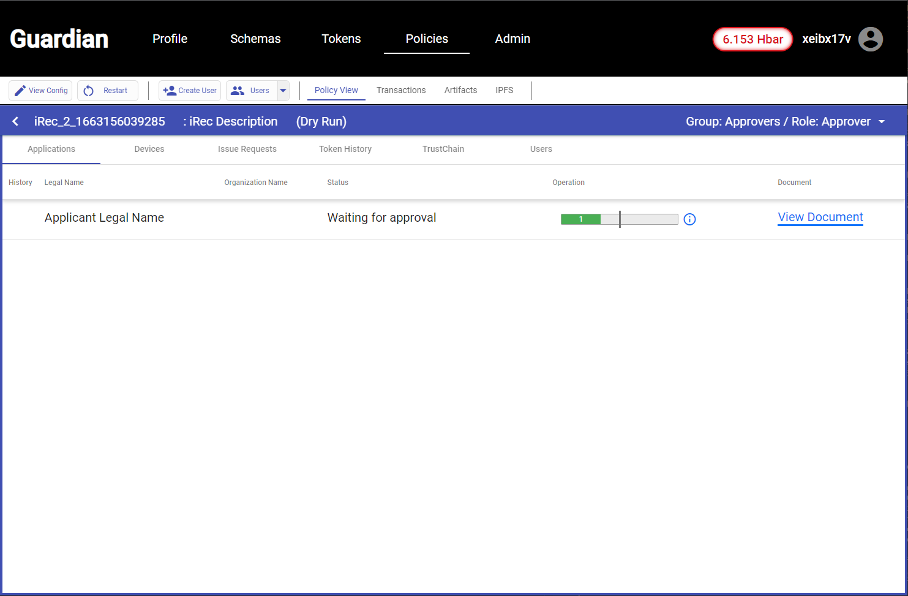 Guardian Profile Schemas Tokens Policies Admin 6.153 Hbar xeibx17v
View Config Restart Create User Users Policy View Transactions Artifacts IPFS
iRec_2_1663156039285 : iRec Description (Dry Run) Group: Approvers / Role: Approver
Applications Devices Issue Requests Token History TrustChain Users
History Legal Name Organization Name Status Operation Document
Applicant Legal Name Waiting for approval 1 View Document